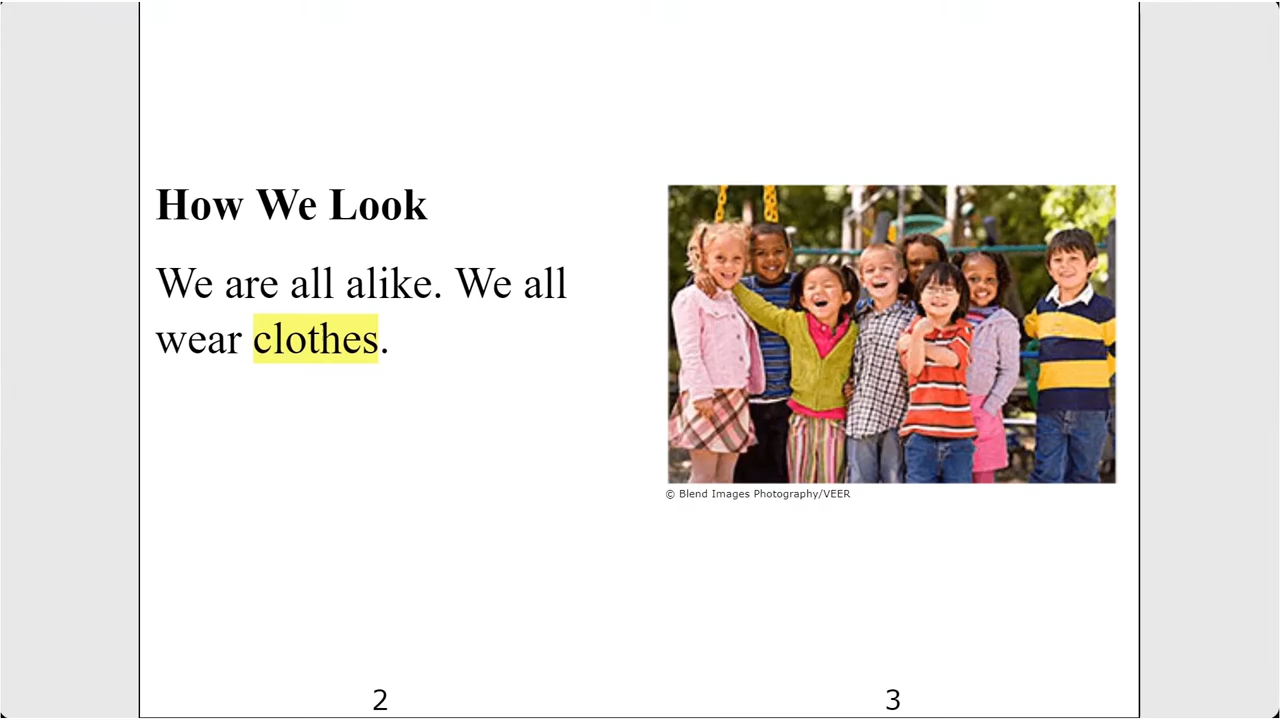 How We Look
We are all alike. We all
wear clothes.
© Blend Images Photography/VEER
2
3